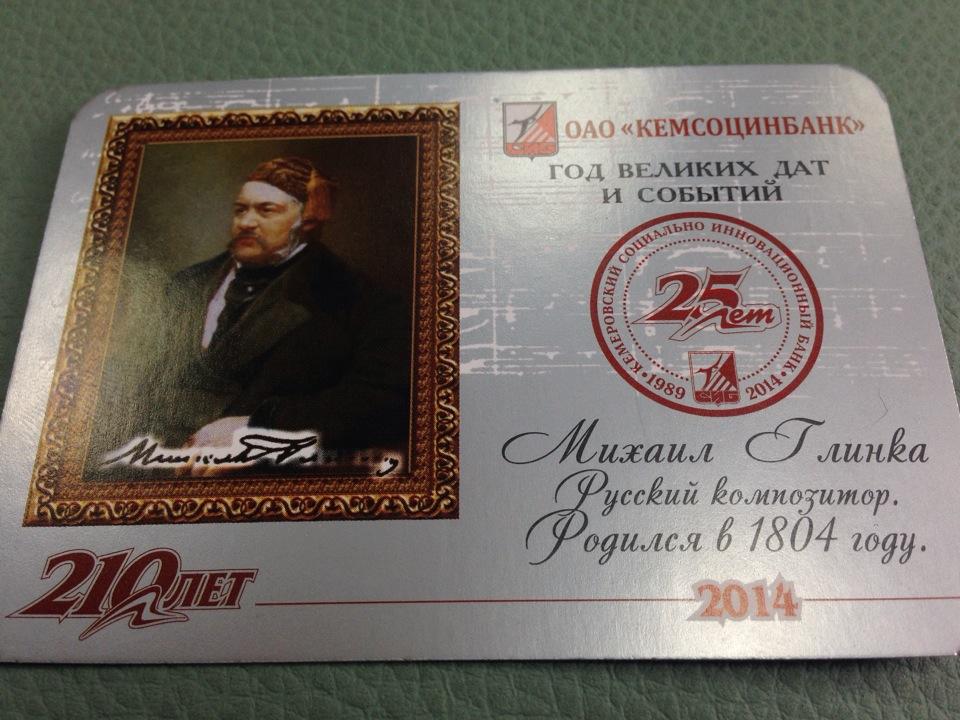 ОАО «КЕМСОЦИНБАНК»
ГОД ВЕЛИКИХ ДАТ
И СОБЫТИЙ
КЕМЕРОВСКИЙ СОЦИАЛЬНО ИННОВАЦИОННЫЙ БАНК
25 лет
• 1989 2014 •
Михаил Глинка
Русский композитор.
Родился в 1804 году.
210 ЛЕТ
2014